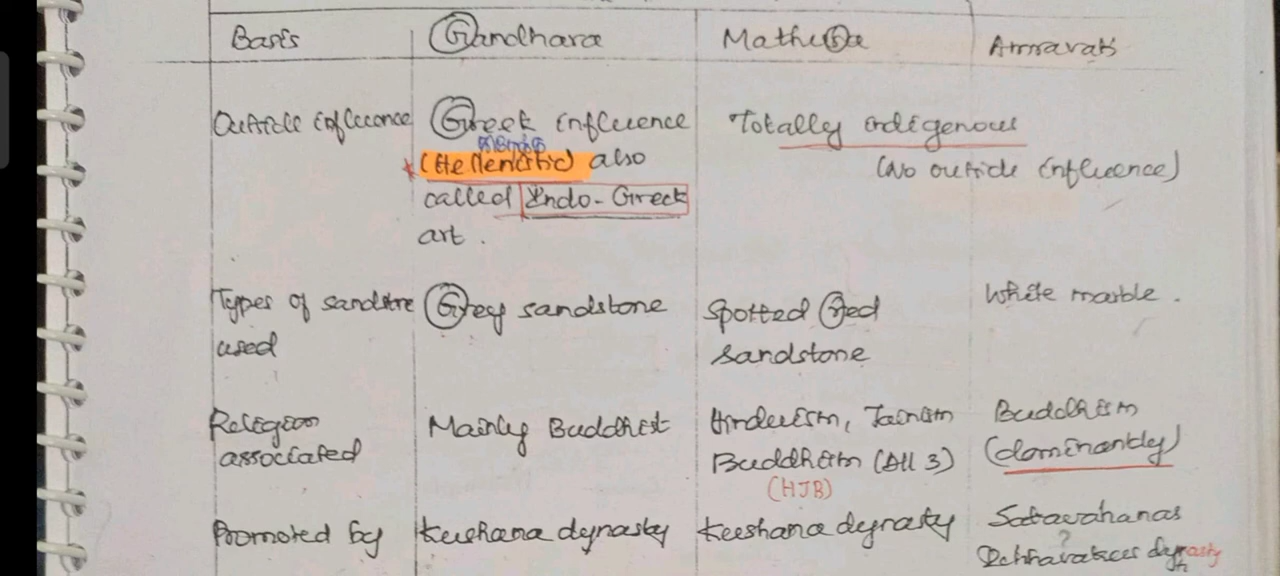 Basis Gandhara Mathura Amravati
Outside influence Greek influence Totally indigenous
(Hellenistic) also (No outside influence)
called Indo-Greek
art.
Types of sandstone Grey sandstone Spotted Red White marble.
used sandstone
Religion Mainly Buddhist Hinduism, Jainism Buddhism
associated Buddhism (All 3) (dominantly)
(HJB)
Promoted by Kushana dynasty Kushana dynasty Satavahanas
?
dynasty